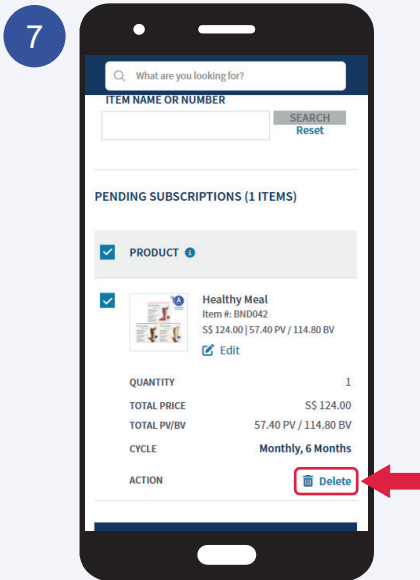 7
What are you looking for?
ITEM NAME OR NUMBER
SEARCH
Reset
PENDING SUBSCRIPTIONS (1 ITEMS)
PRODUCT i
A
Healthy Meal
Item #: BND042
S$ 124.00 | 57.40 PV / 114.80 BV
Edit
QUANTITY 1
TOTAL PRICE S$ 124.00
TOTAL PV/BV 57.40 PV / 114.80 BV
CYCLE Monthly, 6 Months
ACTION Delete